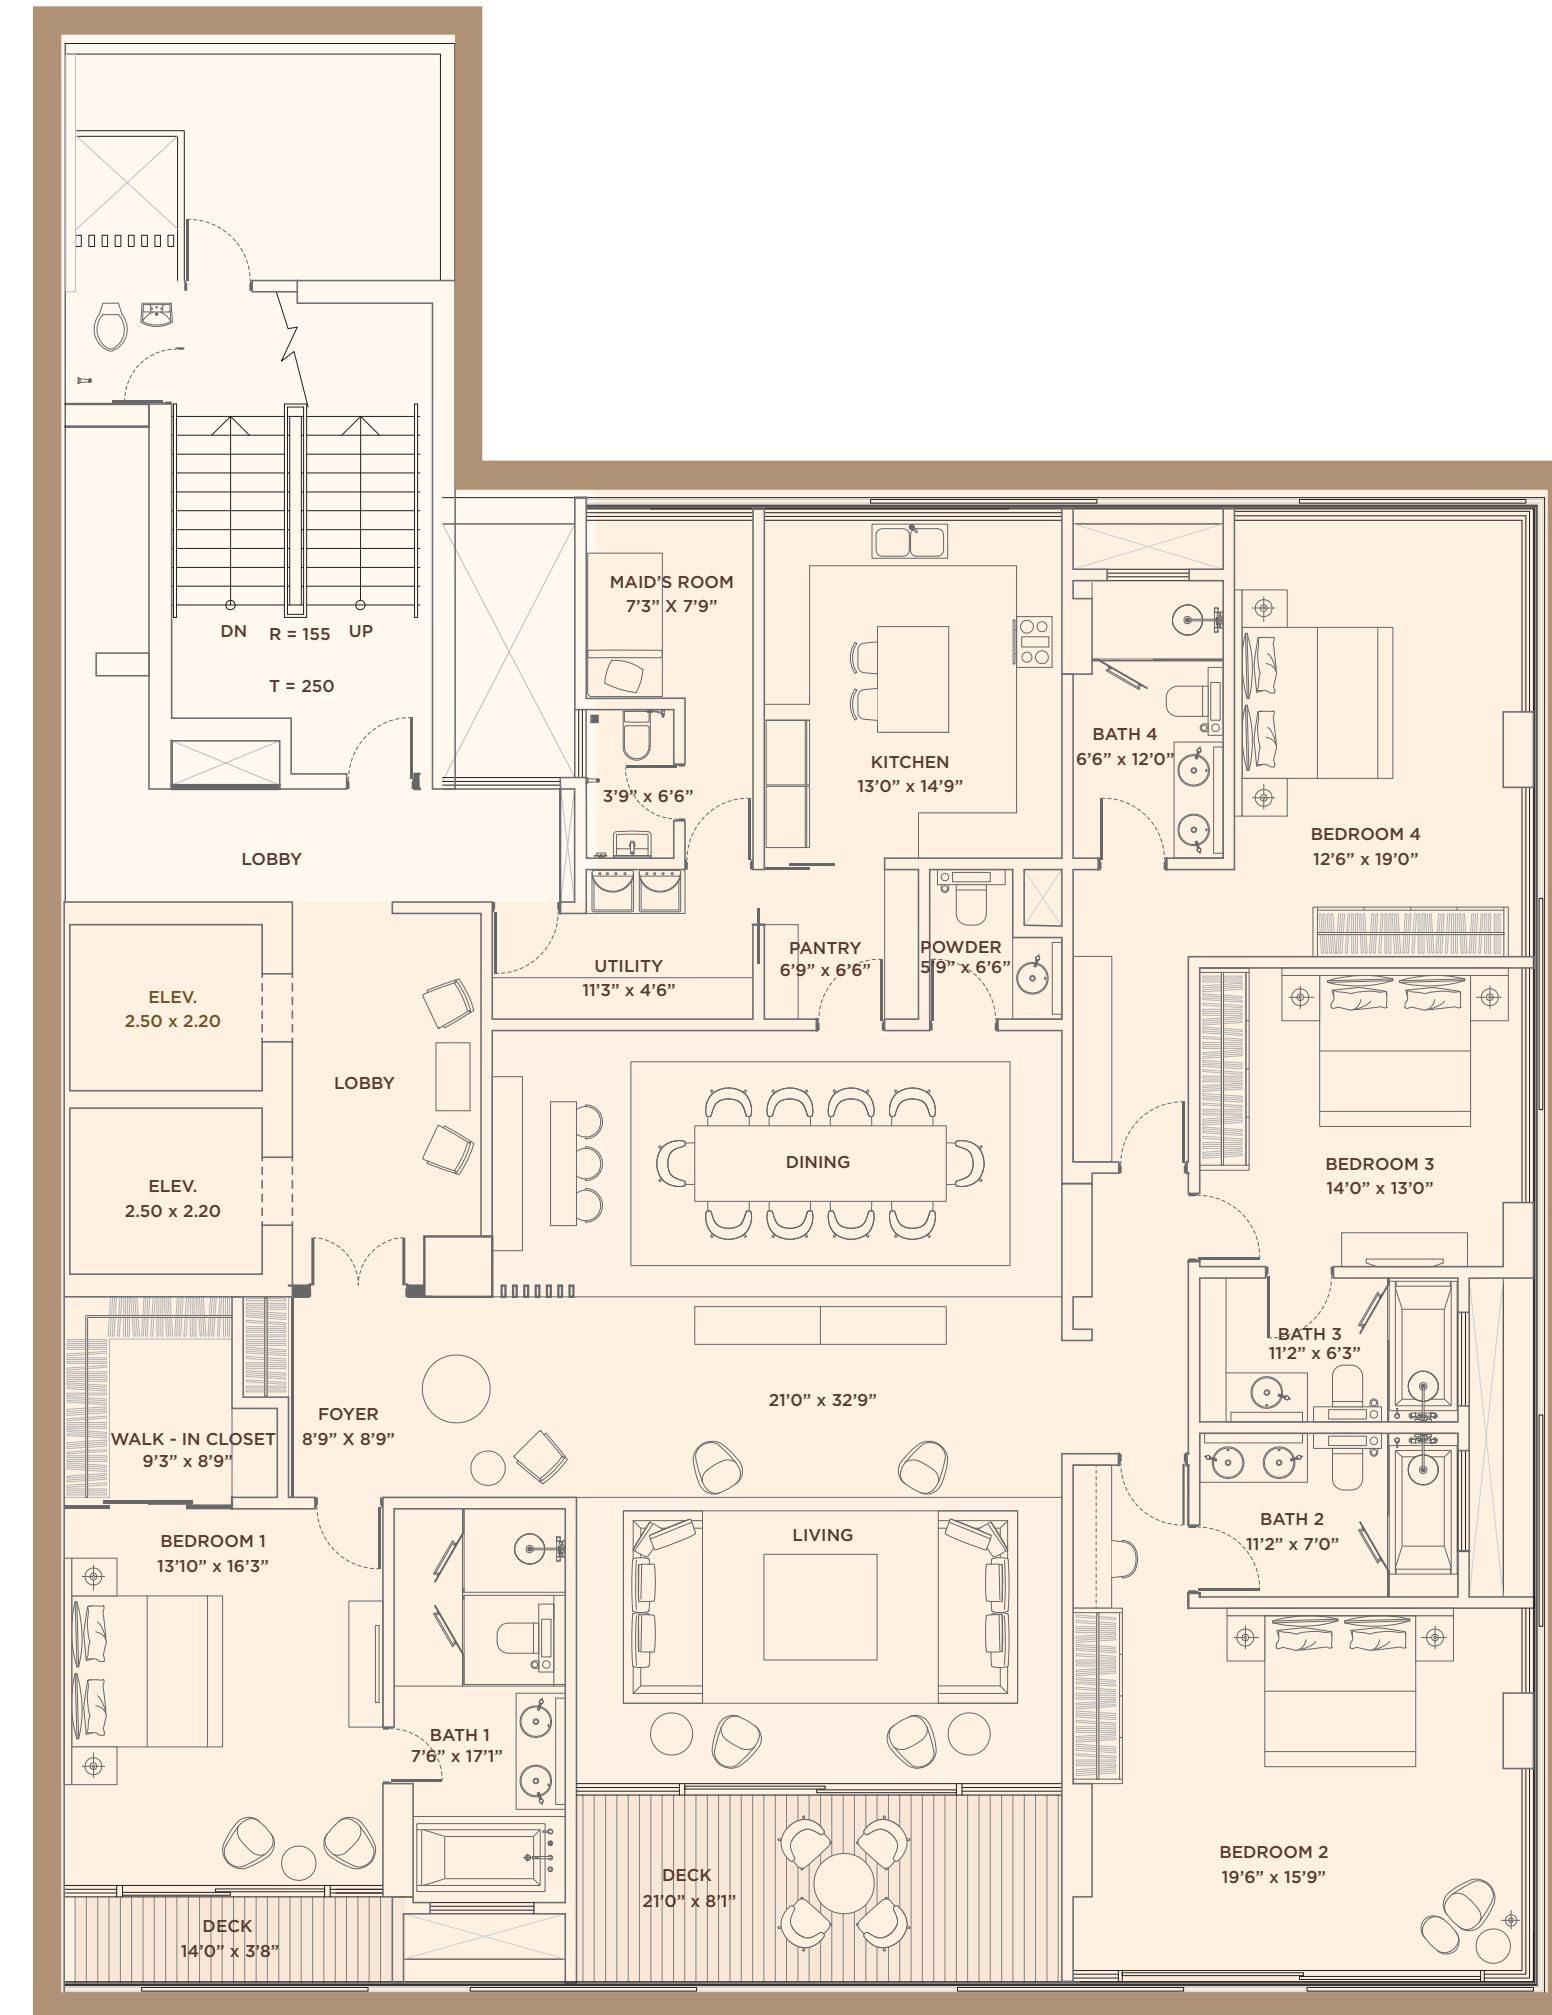 MAID'S ROOM
7'3” X 7'9”
DN
R = 155
UP
T = 250
KITCHEN
13'0” x 14'9”
BATH 4
6'6” x 12'0”
3'9” x 6'6”
BEDROOM 4
12'6” x 19'0”
LOBBY
PANTRY
6'9” x 6'6”
POWDER
5'9” x 6'6”
UTILITY
11'3” x 4'6”
ELEV.
2.50 x 2.20
LOBBY
DINING
BEDROOM 3
14'0” x 13'0”
ELEV.
2.50 x 2.20
BATH 3
11'2” x 6'3”
21'0” x 32'9”
FOYER
8'9” X 8'9”
WALK - IN CLOSET
9'3” x 8'9”
BATH 2
11'2” x 7'0”
LIVING
BEDROOM 1
13'10” x 16'3”
BATH 1
7'6” x 17'1”
BEDROOM 2
19'6” x 15'9”
DECK
21'0” x 8'1”
DECK
14'0” x 3'8”